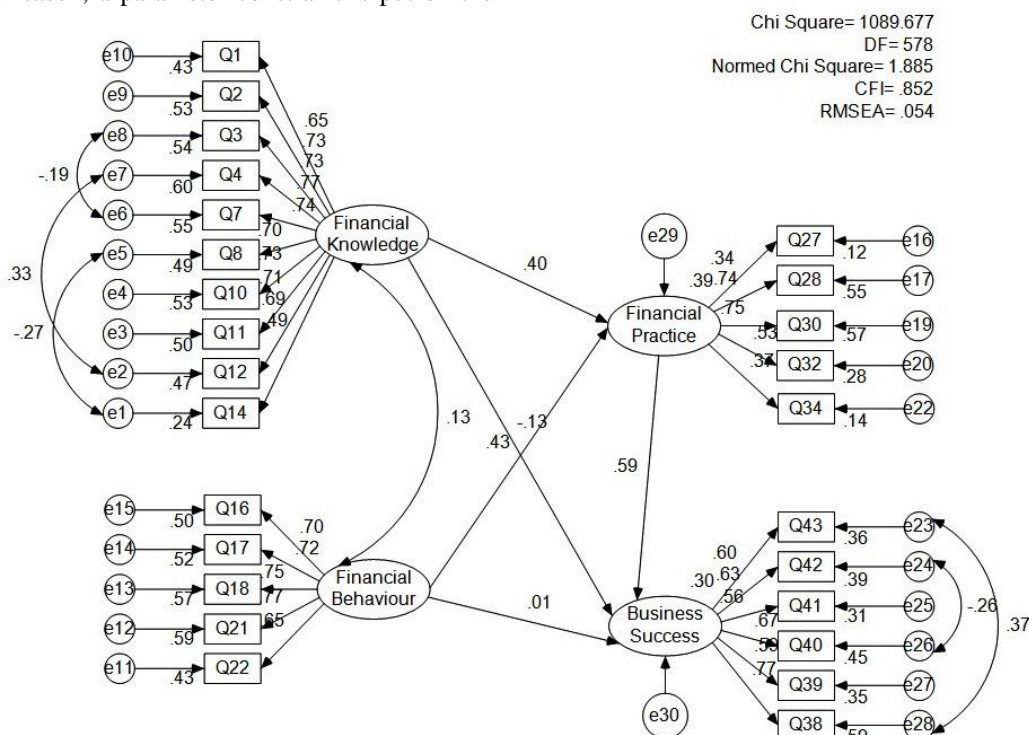 Chi Square= 1089.677
DF= 578
Normed Chi Square= 1.885
CFI= .852
RMSEA= .054
e10 .43 Q1
e9 .53 Q2
e8 .54 Q3
e7 .60 Q4
e6 .55 Q7
e5 .49 Q8
e4 .53 Q10
e3 .50 Q11
e2 .47 Q12
e1 .24 Q14
-.19
.33
-.27
.65
.73
.73
.77
.74
.70
.73
.71
.69
.49
Financial
Knowledge
.40
.13
.43
-.13
e29
.39
Financial
Practice
.34
.74
.75
.53
.37
Q27 .12 e16
Q28 .55 e17
Q30 .57 e19
Q32 .28 e20
Q34 .14 e22
.59
e15 .50 Q16
e14 .52 Q17
e13 .57 Q18
e12 .59 Q21
e11 .43 Q22
.70
.72
.75
.77
.65
Financial
Behaviour
.01
.30
Business
Success
e30
.60
.63
.56
.67
.77
Q43 .36 e23
Q42 .39 e24
Q41 .31 e25
Q40 .45 e26
Q39 .35 e27
Q38 e28
-.26
.37